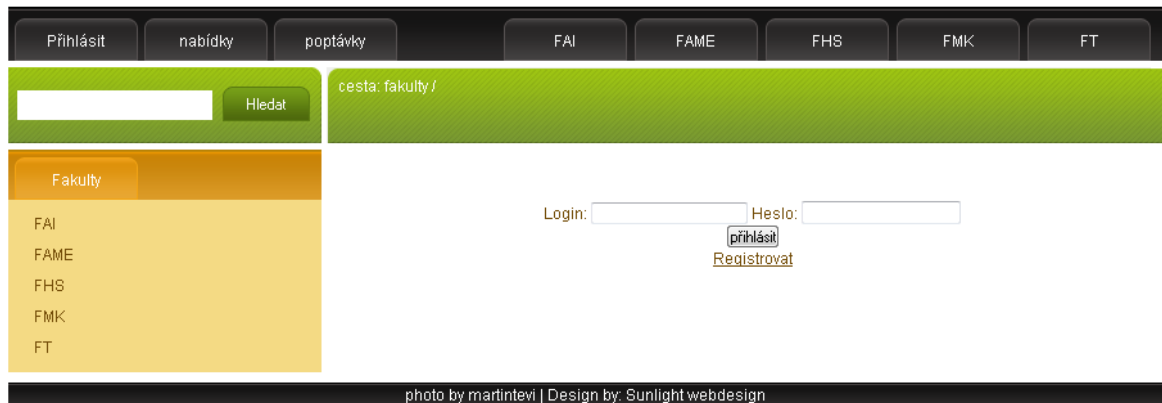 Přihlásit nabídky poptávky FAI FAME FHS FMK FT
Hledat
cesta: fakulty /
Fakulty
FAI
FAME
FHS
FMK
FT
Login: Heslo:
přihlásit
Registrovat
photo by martintevi | Design by: Sunlight webdesign